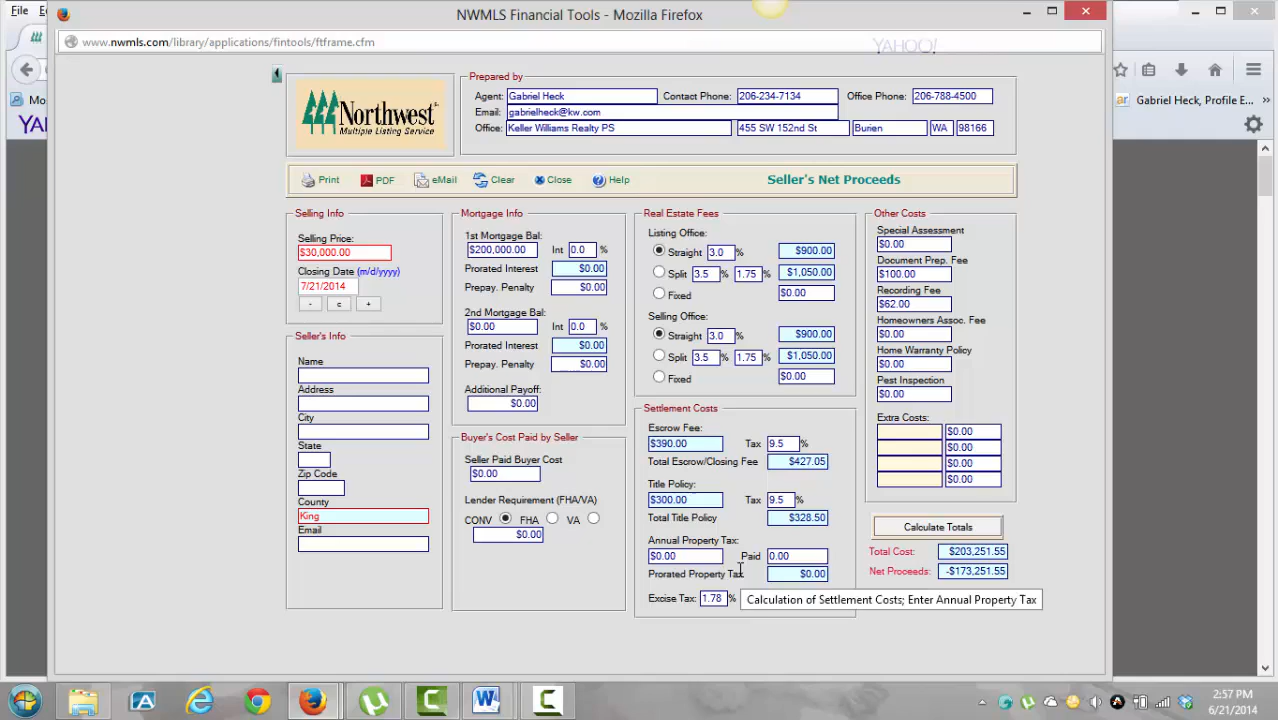 File
NWMLS Financial Tools - Mozilla Firefox
www.nwmls.com/library/applications/fintools/ftframe.cfm
YAHOO!
Mo
YA
ar Gabriel Heck, Profile E...
Northwest
Multiple Listing Service
Prepared by
Agent: Gabriel Heck Contact Phone: 206-234-7134 Office Phone: 206-788-4500
Email: gabrielheck@kw.com
Office: Keller Williams Realty PS 455 SW 152nd St Burien WA 98166
Print PDF eMail Clear Close Help Seller's Net Proceeds
Selling Info
Selling Price:
$30,000.00
Closing Date (m/d/yyyy)
7/21/2014
- c +
Seller's Info
Name
Address
City
State
Zip Code
County
King
Email
Mortgage Info
1st Mortgage Bal:
$200,000.00 Int 0.0 %
Prorated Interest $0.00
Prepay. Penalty $0.00
2nd Mortgage Bal:
$0.00 Int 0.0 %
Prorated Interest $0.00
Prepay. Penalty $0.00
Additional Payoff:
$0.00
Buyer's Cost Paid by Seller
Seller Paid Buyer Cost
$0.00
Lender Requirement (FHA/VA)
CONV FHA VA
$0.00
Real Estate Fees
Listing Office:
Straight 3.0 % $900.00
Split 3.5 % 1.75 % $1,050.00
Fixed $0.00
Selling Office:
Straight 3.0 % $900.00
Split 3.5 % 1.75 % $1,050.00
Fixed $0.00
Settlement Costs
Escrow Fee:
$390.00 Tax 9.5 %
Total Escrow/Closing Fee $427.05
Title Policy:
$300.00 Tax 9.5 %
Total Title Policy $328.50
Annual Property Tax:
$0.00 Paid 0.00
Prorated Property Tax $0.00
Excise Tax: 1.78 %
Calculation of Settlement Costs; Enter Annual Property Tax
Other Costs
Special Assessment
$0.00
Document Prep. Fee
$100.00
Recording Fee
$62.00
Homeowners Assoc. Fee
$0.00
Home Warranty Policy
$0.00
Pest Inspection
$0.00
Extra Costs:
$0.00
$0.00
$0.00
$0.00
Calculate Totals
Total Cost: $203,251.55
Net Proceeds: -$173,251.55
2:57 PM
6/21/2014